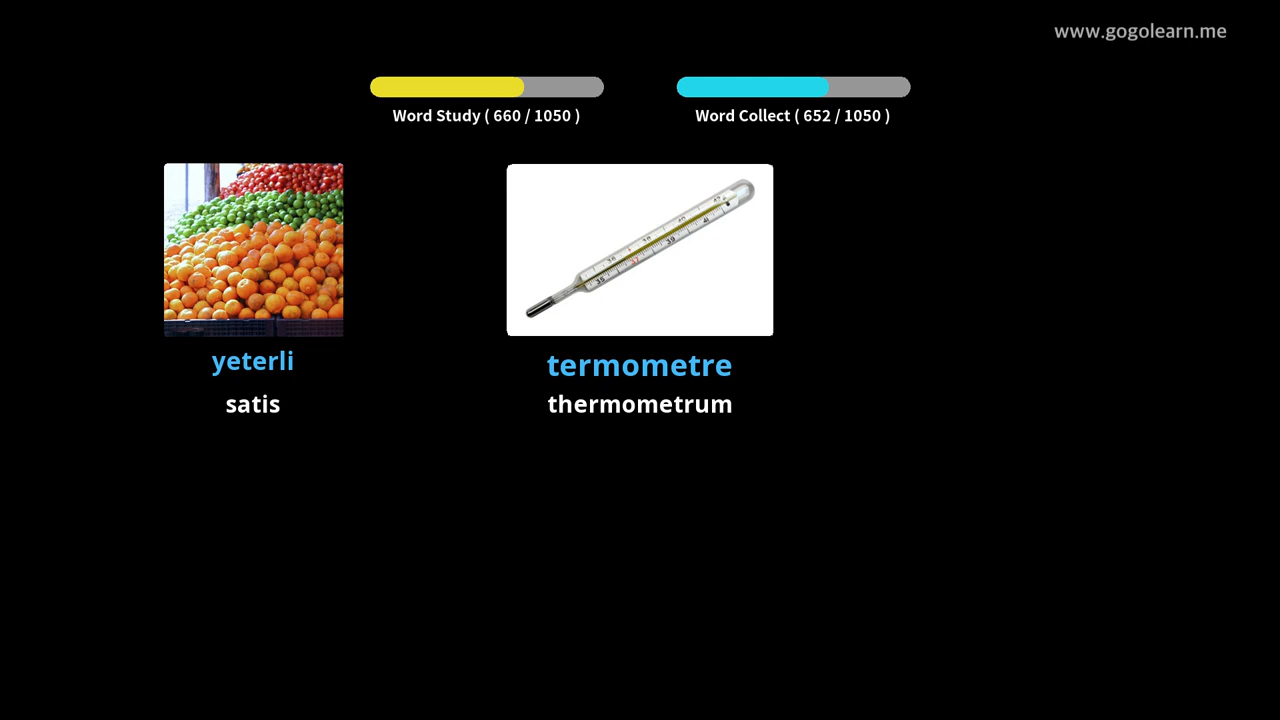 www.gogolearn.me
Word Study ( 660 / 1050 )
Word Collect ( 652 / 1050 )
yeterli
satis
termometre
thermometrum